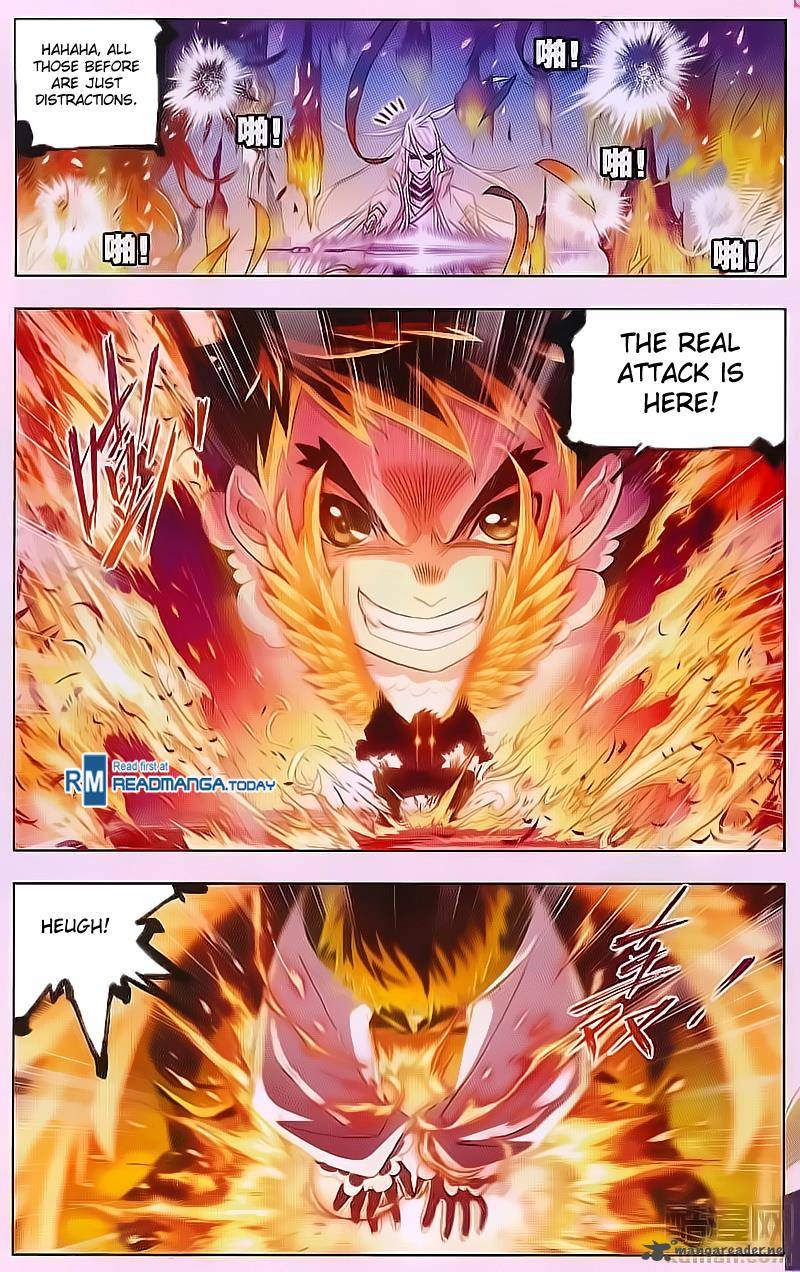 HAHAHA, ALL
THOSE BEFORE
ARE JUST
DISTRACTIONS.
啪!
啪!
啪!
啪!
啪!
THE REAL
ATTACK IS
HERE!
Read first at
RM READMANGA.TODAY
HEUGH!
mangareader.net